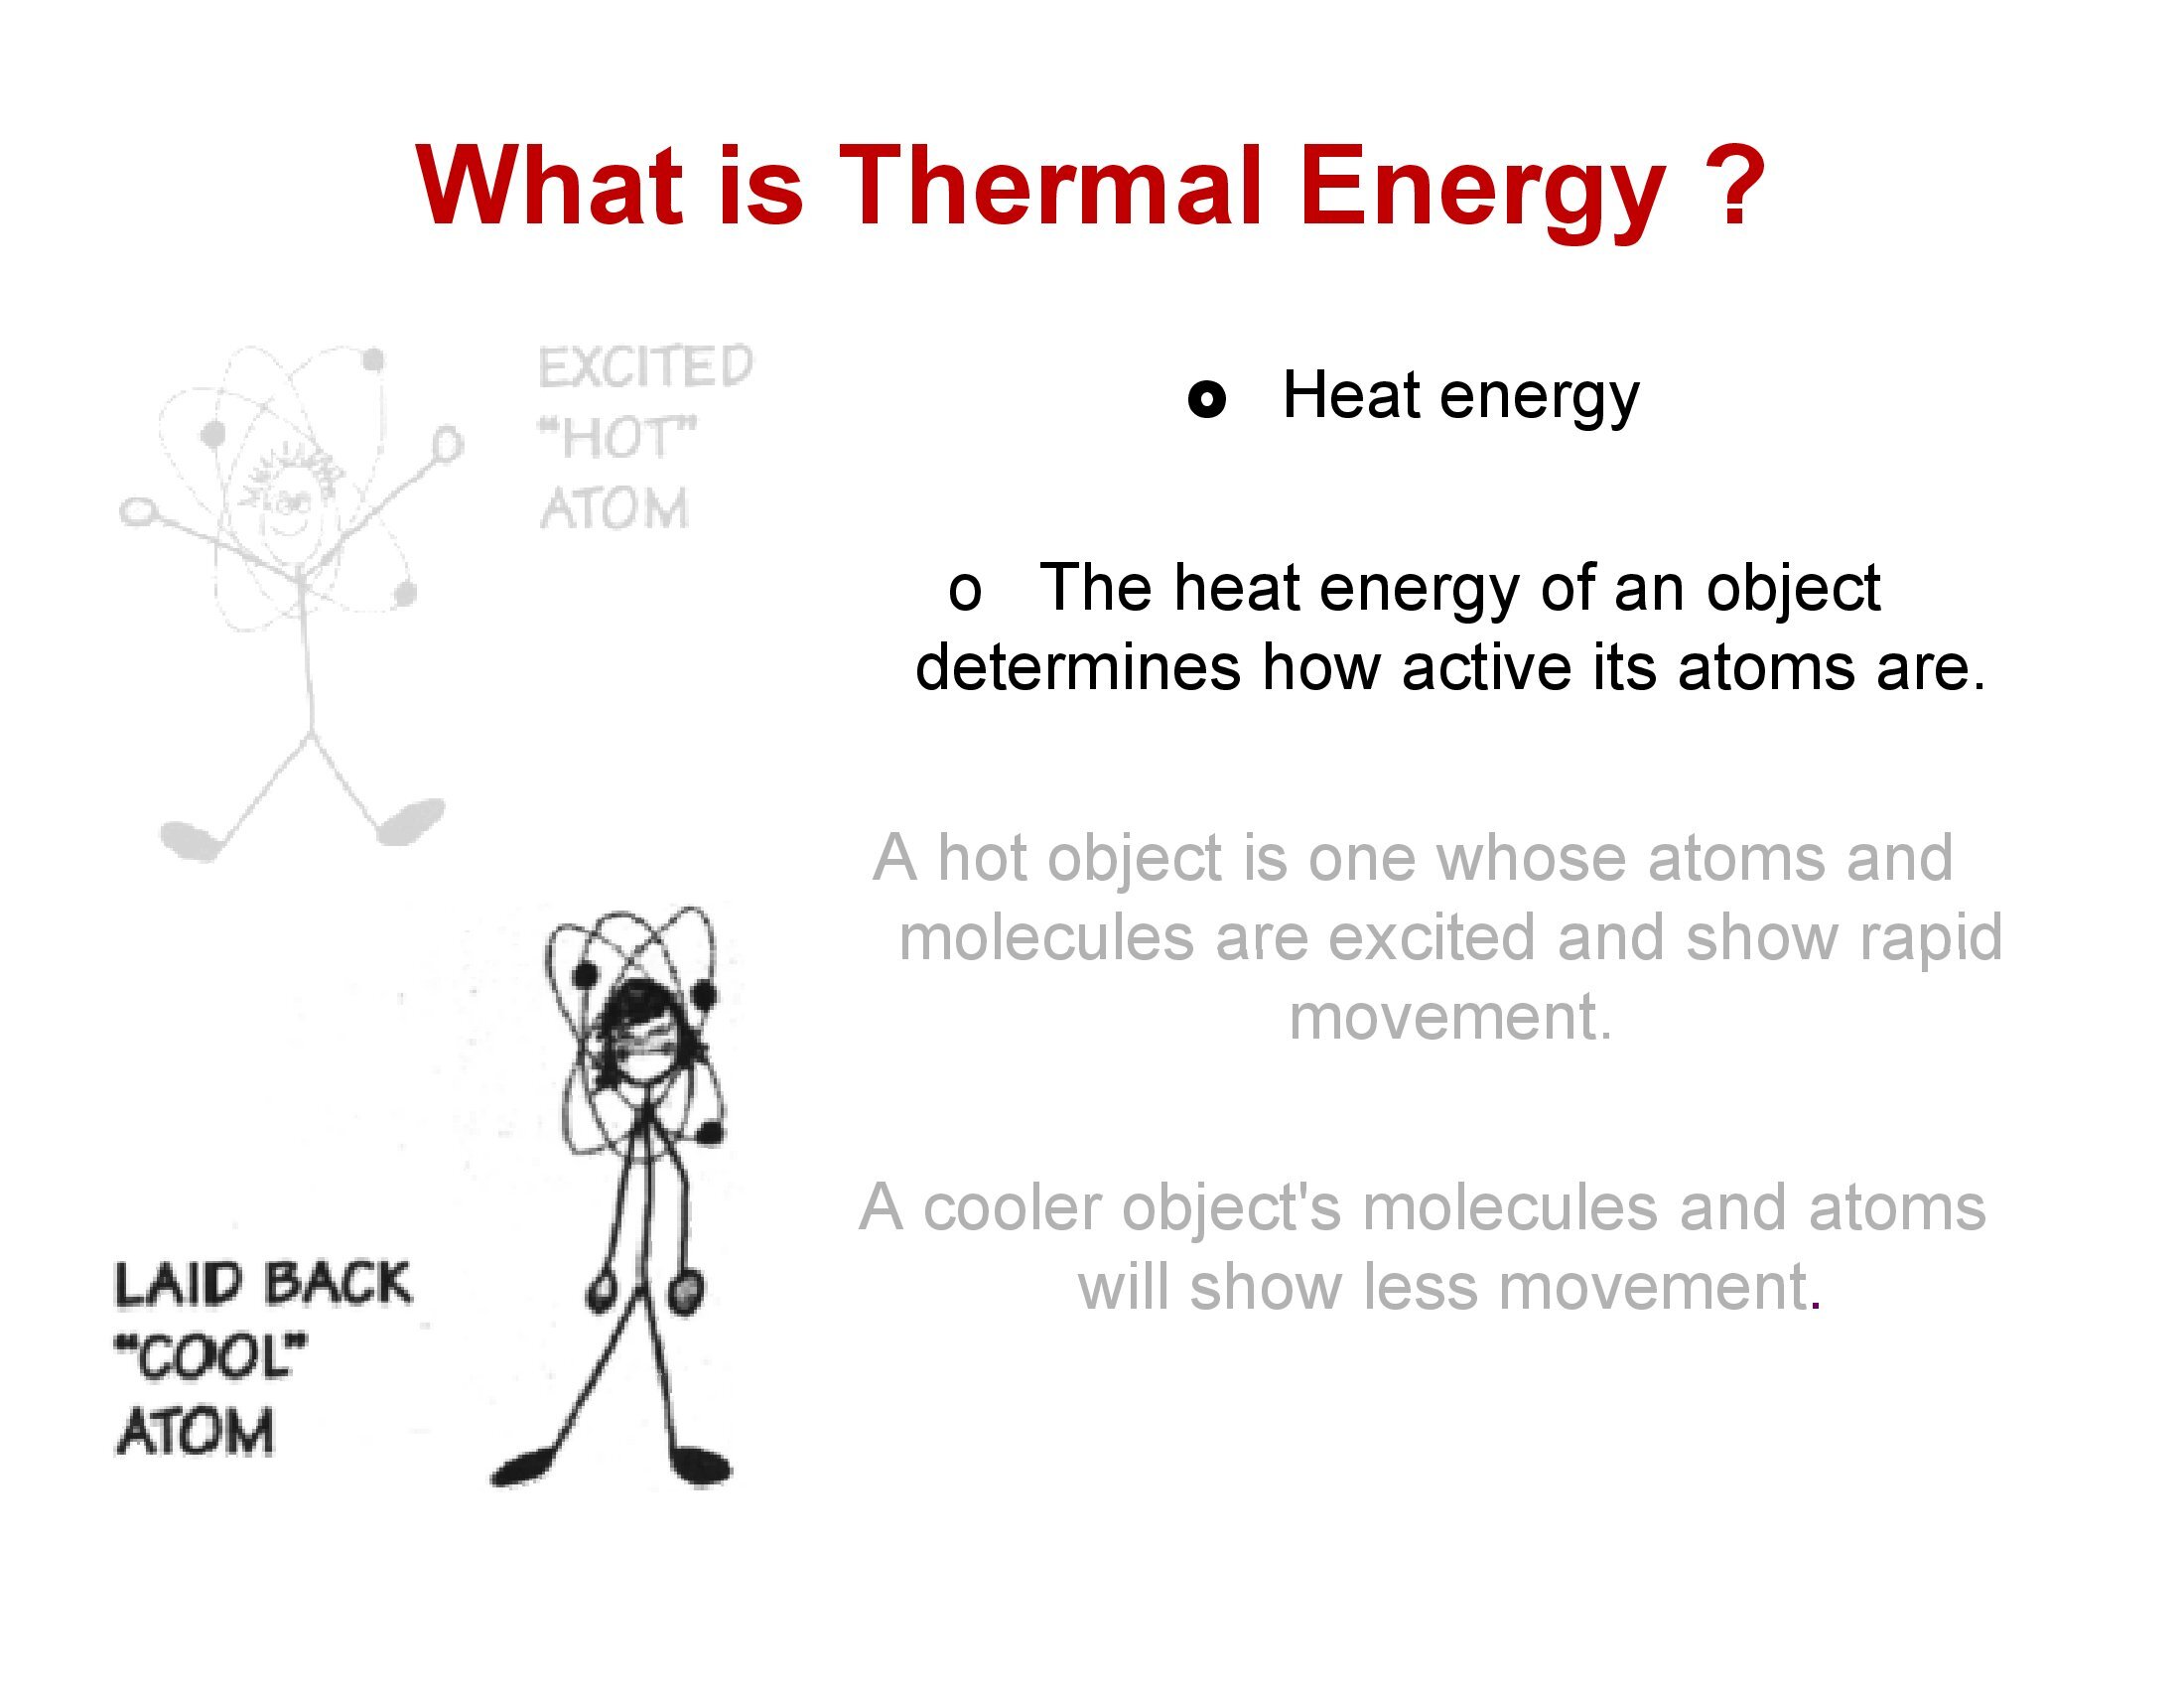 What is Thermal Energy ?
EXCITED
"HOT"
ATOM
LAID BACK
"COOL"
ATOM
Heat energy
o The heat energy of an object
determines how active its atoms are.
A hot object is one whose atoms and
molecules are excited and show rapid
movement.
A cooler object's molecules and atoms
will show less movement.